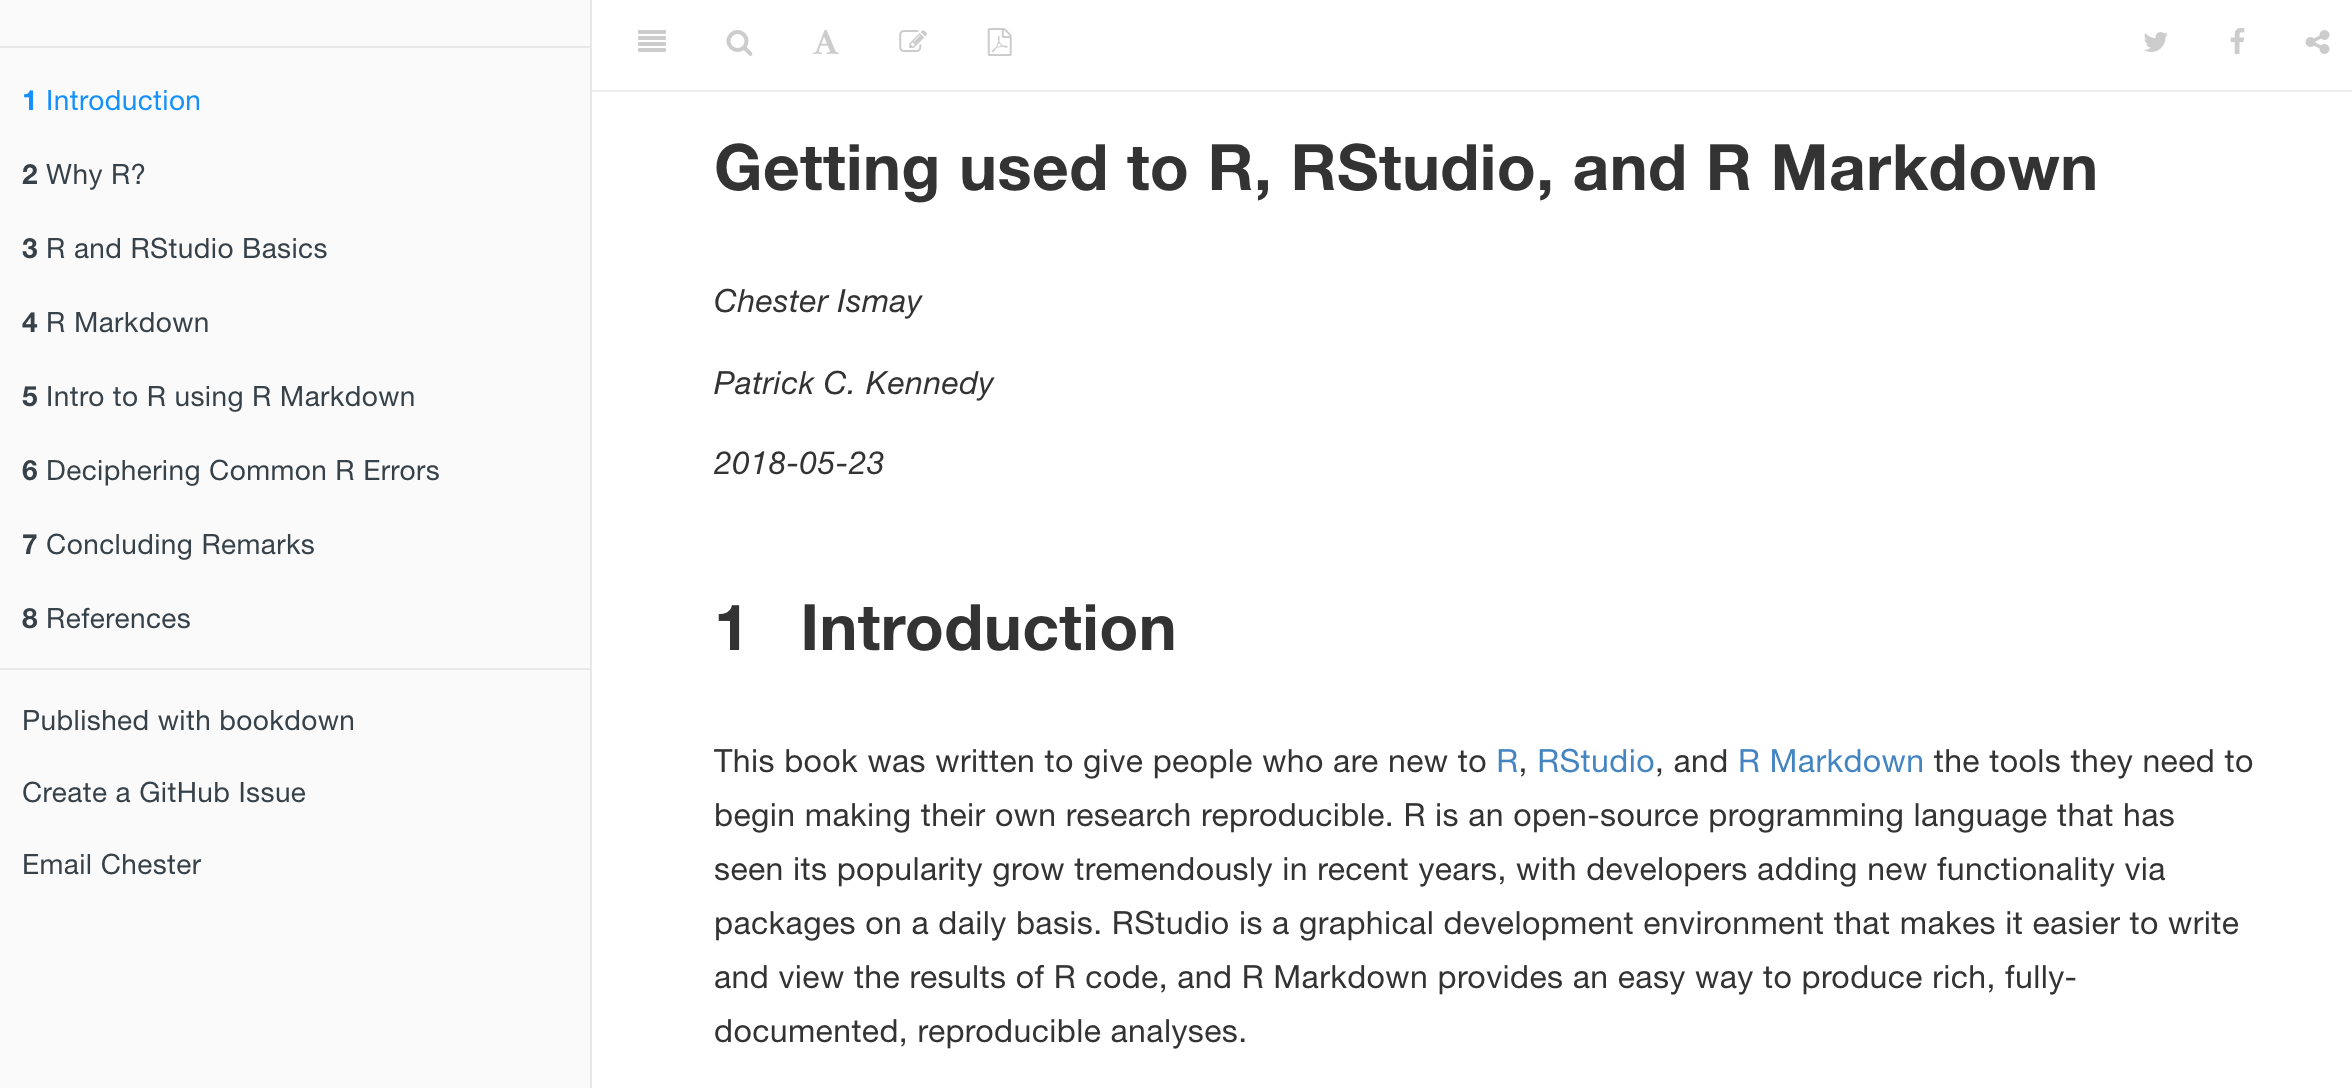 1 Introduction
2 Why R?
3 R and RStudio Basics
4 R Markdown
5 Intro to R using R Markdown
6 Deciphering Common R Errors
7 Concluding Remarks
8 References
Published with bookdown
Create a GitHub Issue
Email Chester
Getting used to R, RStudio, and R Markdown
Chester Ismay
Patrick C. Kennedy
2018-05-23
1 Introduction
This book was written to give people who are new to R, RStudio, and R Markdown the tools they need to
begin making their own research reproducible. R is an open-source programming language that has
seen its popularity grow tremendously in recent years, with developers adding new functionality via
packages on a daily basis. RStudio is a graphical development environment that makes it easier to write
and view the results of R code, and R Markdown provides an easy way to produce rich, fully-
documented, reproducible analyses.